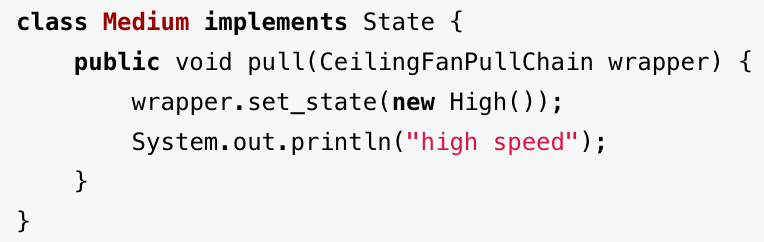 class Medium implements State {
    public void pull(CeilingFanPullChain wrapper) {
        wrapper.set_state(new High());
        System.out.println("high speed");
    }
}